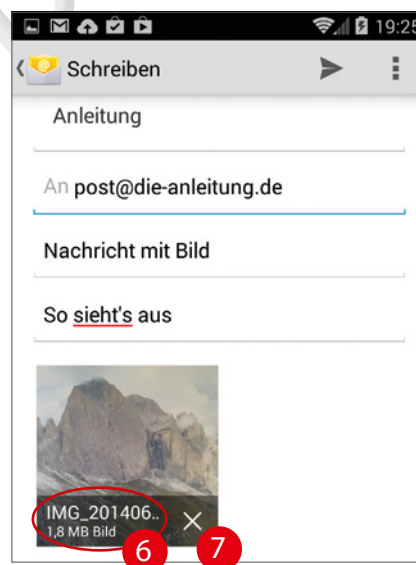 19:25
Schreiben
Anleitung
An post@die-anleitung.de
Nachricht mit Bild
So sieht's aus
IMG_201406..
1,8 MB Bild
6
7